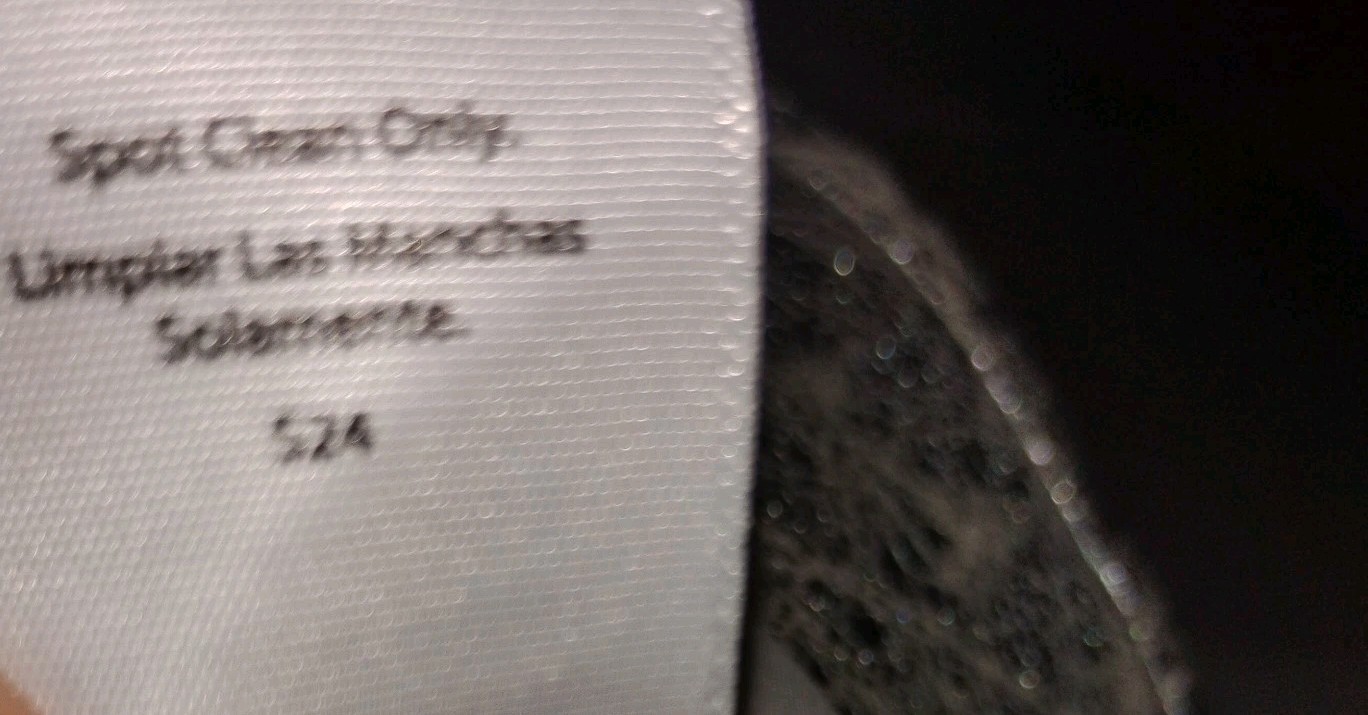 Spot Clean Only.
Limpiar Las Manchas
Solamente.
S24